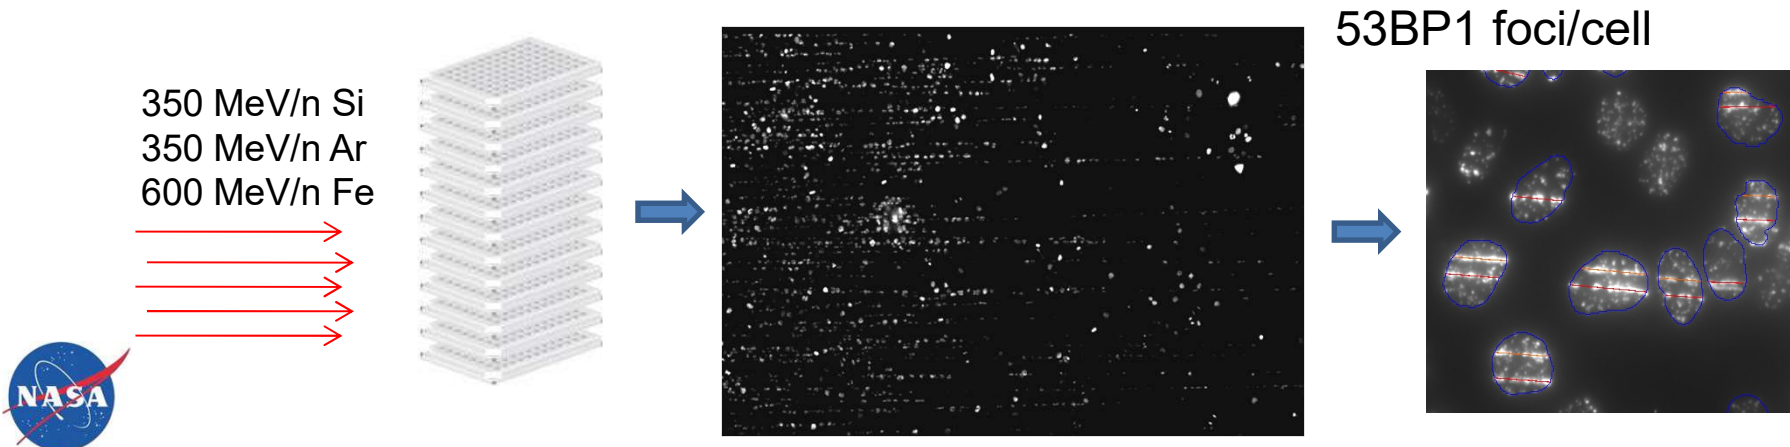 53BP1 foci/cell
350 MeV/n Si
350 MeV/n Ar
600 MeV/n Fe
NASA